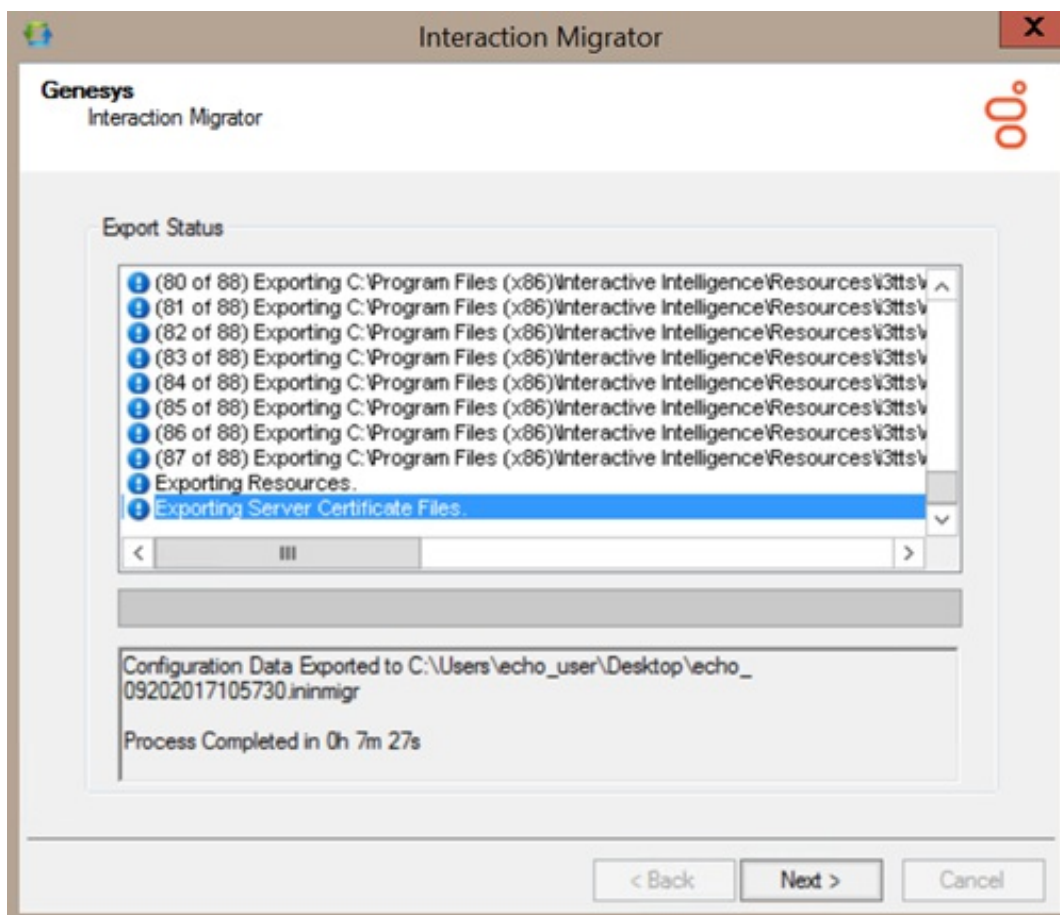 Interaction Migrator
X
Genesys
Interaction Migrator
Export Status
(80 of 88) Exporting C:\Program Files (x86)\Interactive Intelligence\Resources\i3tts\
(81 of 88) Exporting C:\Program Files (x86)\Interactive Intelligence\Resources\i3tts\
(82 of 88) Exporting C:\Program Files (x86)\Interactive Intelligence\Resources\i3tts\
(83 of 88) Exporting C:\Program Files (x86)\Interactive Intelligence\Resources\i3tts\
(84 of 88) Exporting C:\Program Files (x86)\Interactive Intelligence\Resources\i3tts\
(85 of 88) Exporting C:\Program Files (x86)\Interactive Intelligence\Resources\i3tts\
(86 of 88) Exporting C:\Program Files (x86)\Interactive Intelligence\Resources\i3tts\
(87 of 88) Exporting C:\Program Files (x86)\Interactive Intelligence\Resources\i3tts\
Exporting Resources.
Exporting Server Certificate Files.
Configuration Data Exported to C:\Users\echo_user\Desktop\echo_
09202017105730.ininmigr
Process Completed in 0h 7m 27s
< Back
Next >
Cancel